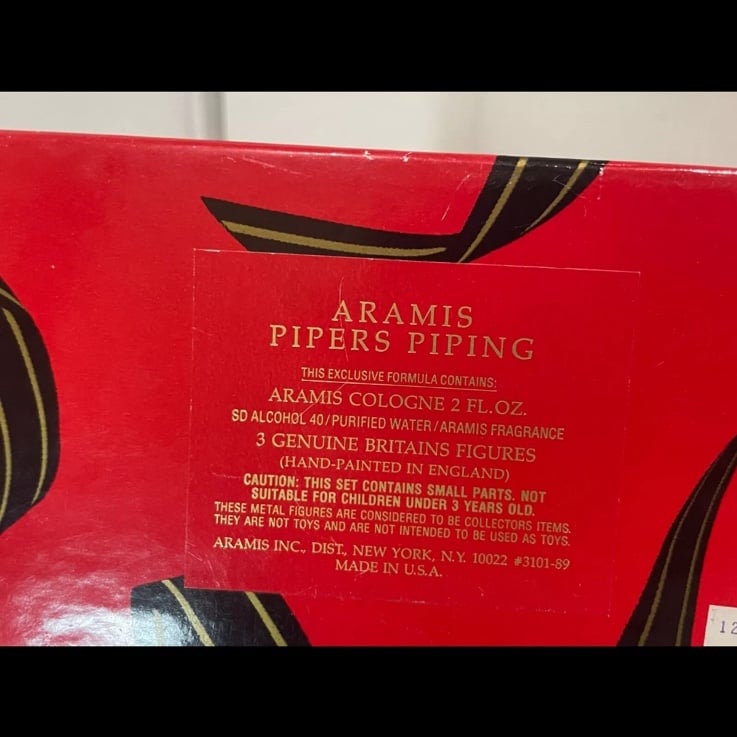 ARAMIS
PIPERS PIPING
THIS EXCLUSIVE FORMULA CONTAINS:
ARAMIS COLOGNE 2 FL.OZ.
SD ALCOHOL 40/PURIFIED WATER/ARAMIS FRAGRANCE
3 GENUINE BRITAINS FIGURES
(HAND-PAINTED IN ENGLAND)
CAUTION: THIS SET CONTAINS SMALL PARTS. NOT
SUITABLE FOR CHILDREN UNDER 3 YEARS OLD.
THESE METAL FIGURES ARE CONSIDERED TO BE COLLECTORS ITEMS.
THEY ARE NOT TOYS AND ARE NOT INTENDED TO BE USED AS TOYS.
ARAMIS INC., DIST., NEW YORK, N.Y. 10022 #3101-89
MADE IN U.S.A.
12